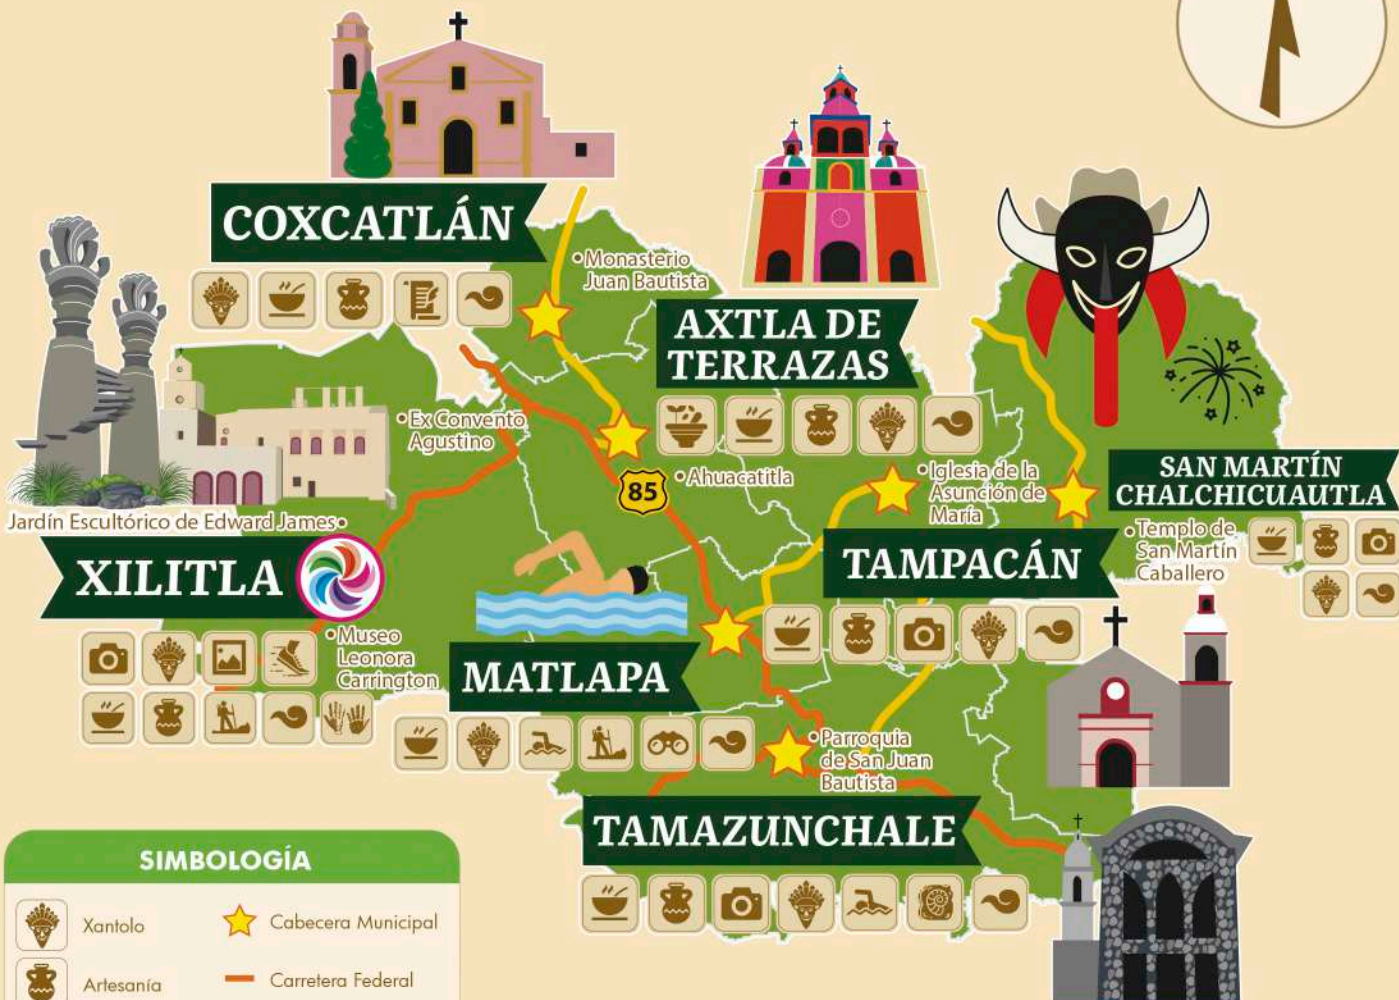 COXCATLÁN
• Monasterio
Juan Bautista
AXTLA DE
TERRAZAS
• Ex Convento
Agustino
85
• Ahuacatitla
• Iglesia de la
Asunción de
María
SAN MARTÍN
CHALCHICUAUTLA
• Templo de
San Martín
Caballero
Jardín Escultórico de Edward James•
XILITLA
TAMPACÁN
• Museo
Leonora
Carrington
MATLAPA
• Parroquia
de San Juan
Bautista
TAMAZUNCHALE
SIMBOLOGÍA
Xantolo
Cabecera Municipal
Artesanía
Carretera Federal